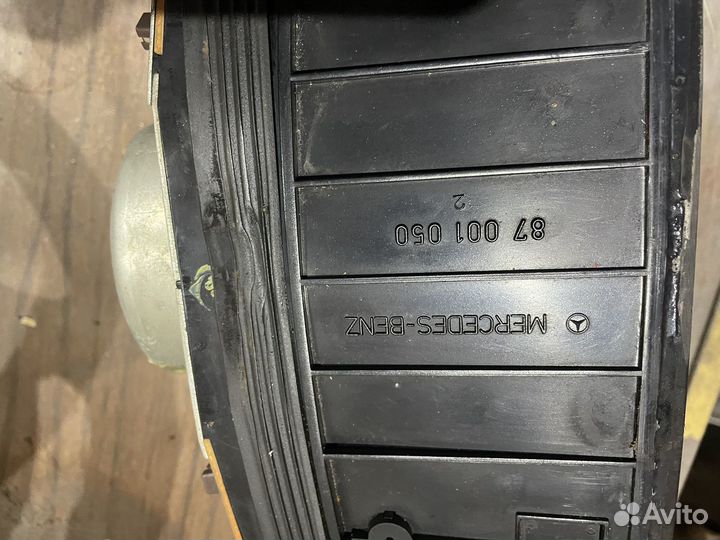 MERCEDES-BENZ
87 001 050
2
Avito